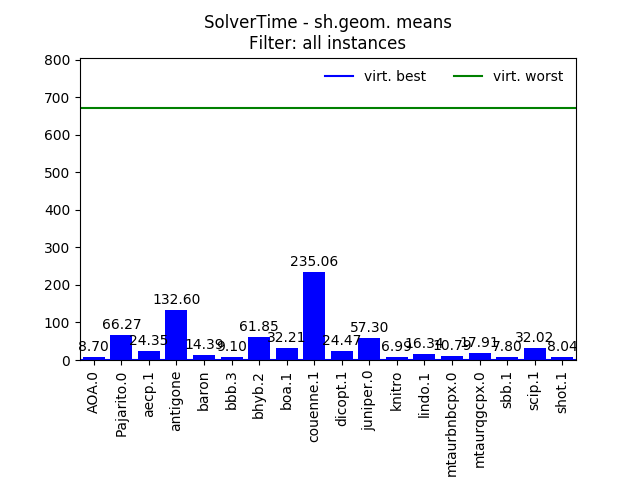 SolverTime - sh.geom. means
Filter: all instances
virt. best
virt. worst
800
700
600
500
400
300
200
100
0
8.70
66.27
24.35
132.60
14.39
9.10
61.85
32.21
235.06
24.47
57.30
6.99
16.34
10.79
17.91
7.80
32.02
8.04
AOA.0
Pajarito.0
aecp.1
antigone
baron
bbb.3
bhyb.2
boa.1
couenne.1
dicopt.1
juniper.0
knitro
lindo.1
mtaurbnbcpx.0
mtaurqgcpx.0
sbb.1
scip.1
shot.1